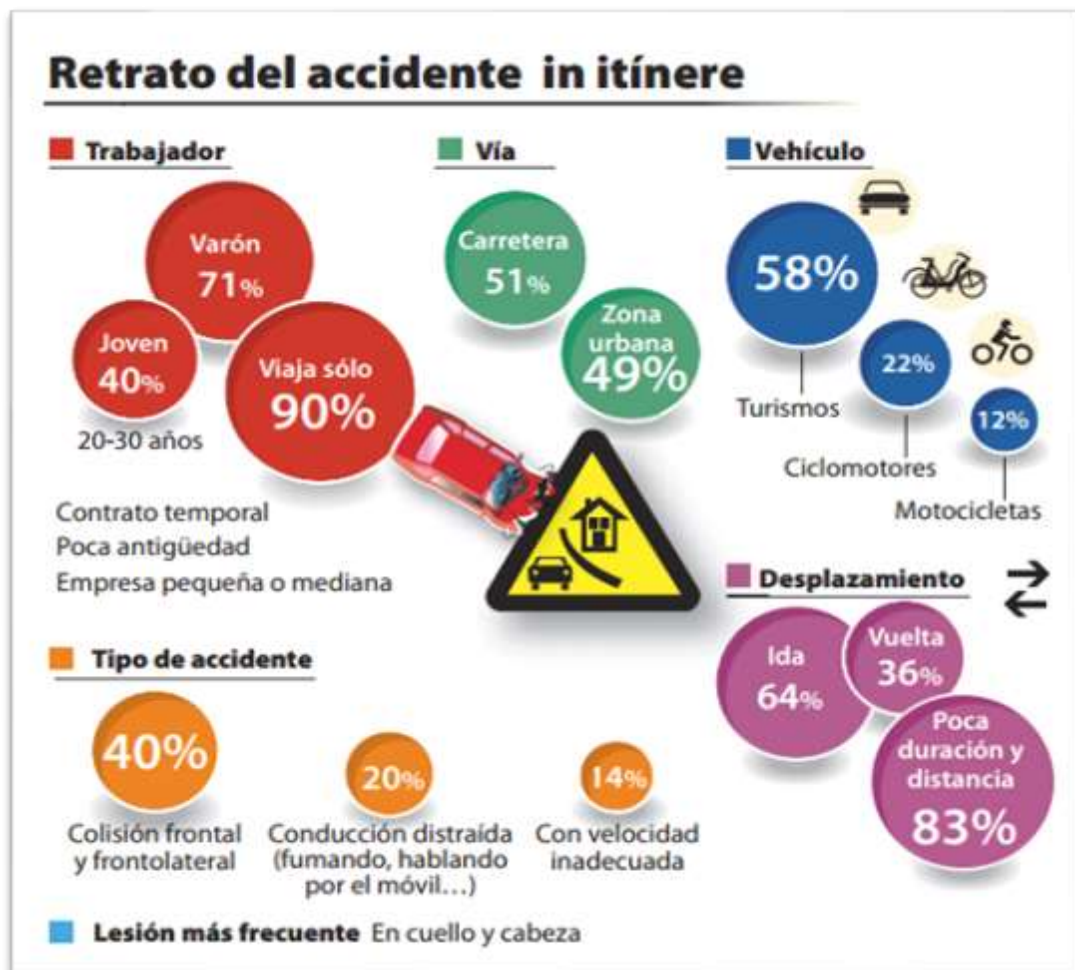 Retrato del accidente in itínere
Trabajador
Varón
71%
Joven
40%
20-30 años
Viaja sólo
90%
Contrato temporal
Poca antigüedad
Empresa pequeña o mediana
Vía
Carretera
51%
Zona
urbana
49%
Vehículo
58%
Turismos
22%
Ciclomotores
12%
Motocicletas
Desplazamiento
Ida
64%
Vuelta
36%
Poca
duración y
distancia
83%
Tipo de accidente
40%
Colisión frontal
y frontolateral
20%
Conducción distraída
(fumando, hablando
por el móvil...)
14%
Con velocidad
inadecuada
Lesión más frecuente En cuello y cabeza